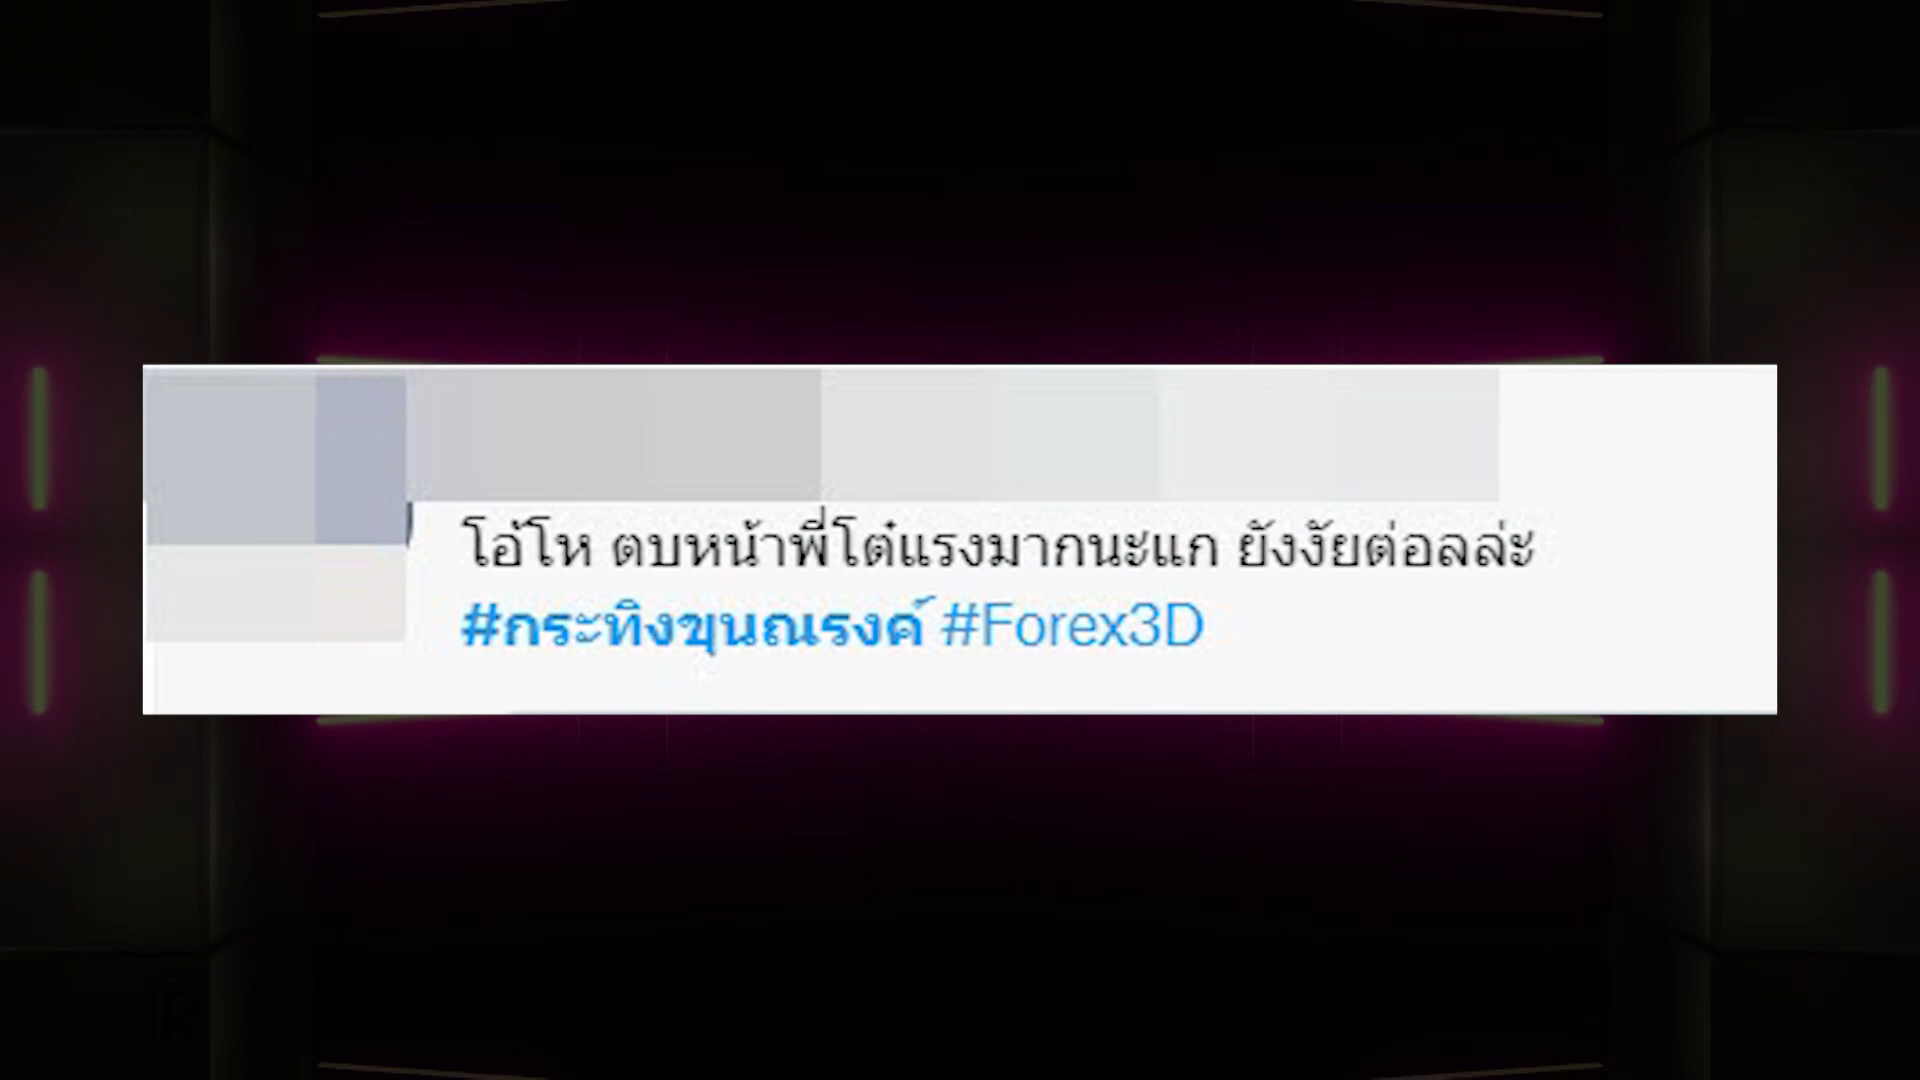 โอ้โห ตบหน้าพี่โต๋แรงมากนะแก ยังงัยต่อลล่ะ
#กระทิงขุนณรงค์ #Forex3D